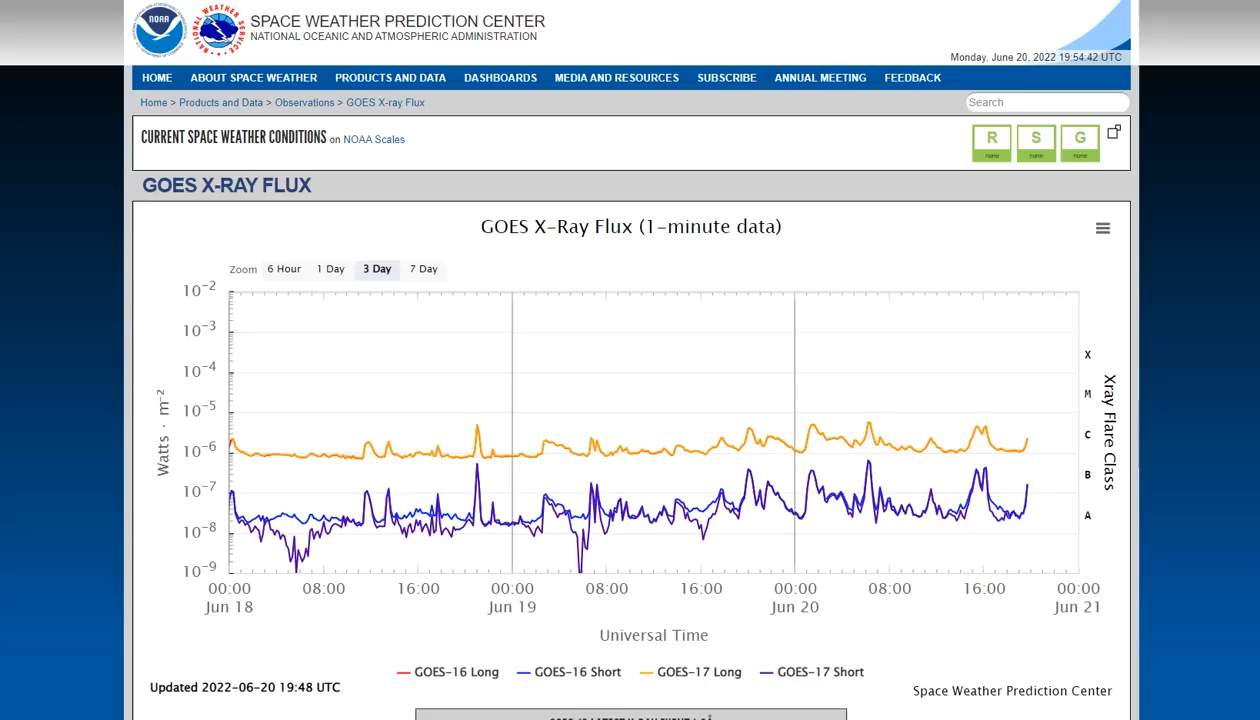 NOAA
NATIONAL WEATHER SERVICE
SPACE WEATHER PREDICTION CENTER
NATIONAL OCEANIC AND ATMOSPHERIC ADMINISTRATION
Monday, June 20, 2022 19:54:42 UTC
HOME ABOUT SPACE WEATHER PRODUCTS AND DATA DASHBOARDS MEDIA AND RESOURCES SUBSCRIBE ANNUAL MEETING FEEDBACK
Home > Products and Data > Observations > GOES X-ray Flux
Search
CURRENT SPACE WEATHER CONDITIONS on NOAA Scales
R S G
none none none
GOES X-RAY FLUX
GOES X-Ray Flux (1-minute data)
Zoom 6 Hour 1 Day 3 Day 7 Day
10⁻²
10⁻³
10⁻⁴
10⁻⁵
10⁻⁶
10⁻⁷
10⁻⁸
10⁻⁹
Watts · m⁻²
X
M
C
B
A
Xray Flare Class
00:00 08:00 16:00 00:00 08:00 16:00 00:00 08:00 16:00 00:00
Jun 18 Jun 19 Jun 20 Jun 21
Universal Time
GOES-16 Long GOES-16 Short GOES-17 Long GOES-17 Short
Updated 2022-06-20 19:48 UTC
Space Weather Prediction Center